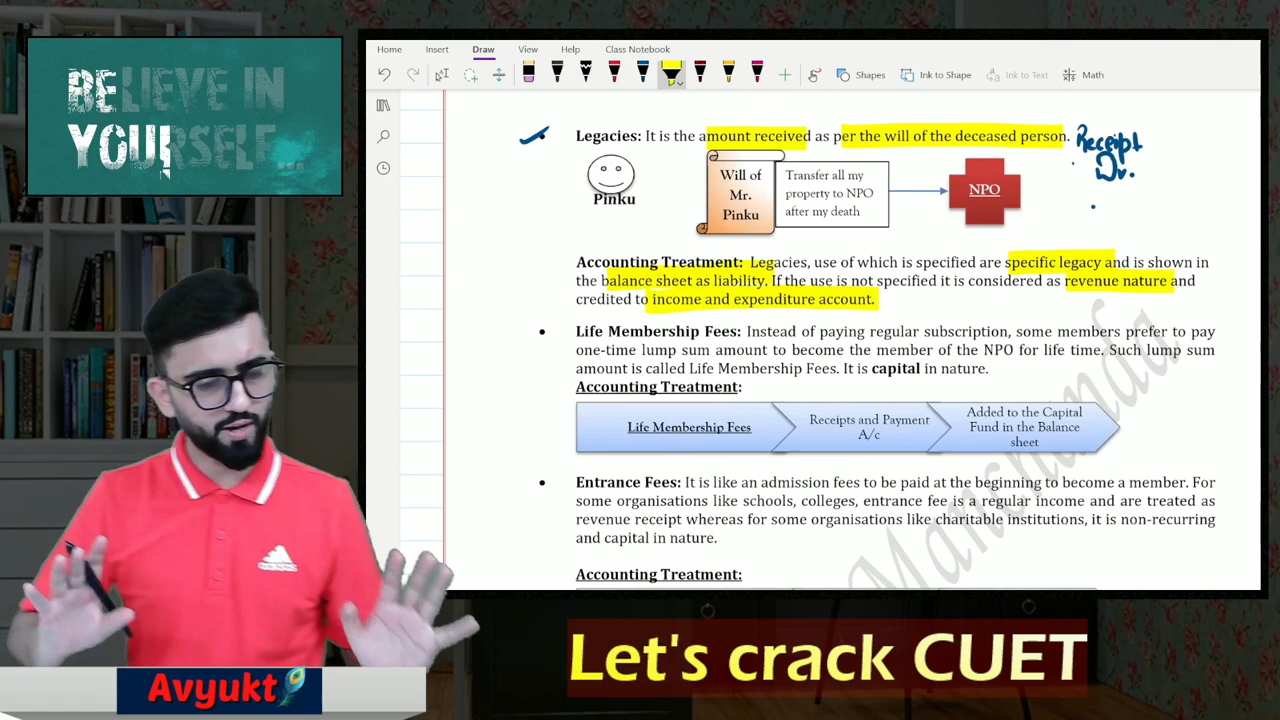 BELIEVE IN
YOURSELF...
Home Insert Draw View Help Class Notebook
Shapes Ink to Shape Ink to Text Math
Legacies: It is the amount received as per the will of the deceased person.
Receipt
Dr.
Pinku
Will of
Mr.
Pinku
Transfer all my
property to NPO
after my death
NPO
Accounting Treatment: Legacies, use of which is specified are specific legacy and is shown in
the balance sheet as liability. If the use is not specified it is considered as revenue nature and
credited to income and expenditure account.
• Life Membership Fees: Instead of paying regular subscription, some members prefer to pay
one-time lump sum amount to become the member of the NPO for life time. Such lump sum
amount is called Life Membership Fees. It is capital in nature.
Accounting Treatment:
Life Membership Fees
Receipts and Payment
A/c
Added to the Capital
Fund in the Balance
sheet
• Entrance Fees: It is like an admission fees to be paid at the beginning to become a member. For
some organisations like schools, colleges, entrance fee is a regular income and are treated as
revenue receipt whereas for some organisations like charitable institutions, it is non-recurring
and capital in nature.
Accounting Treatment:
Manchanda
adidas
Let's crack CUET
Avyukt